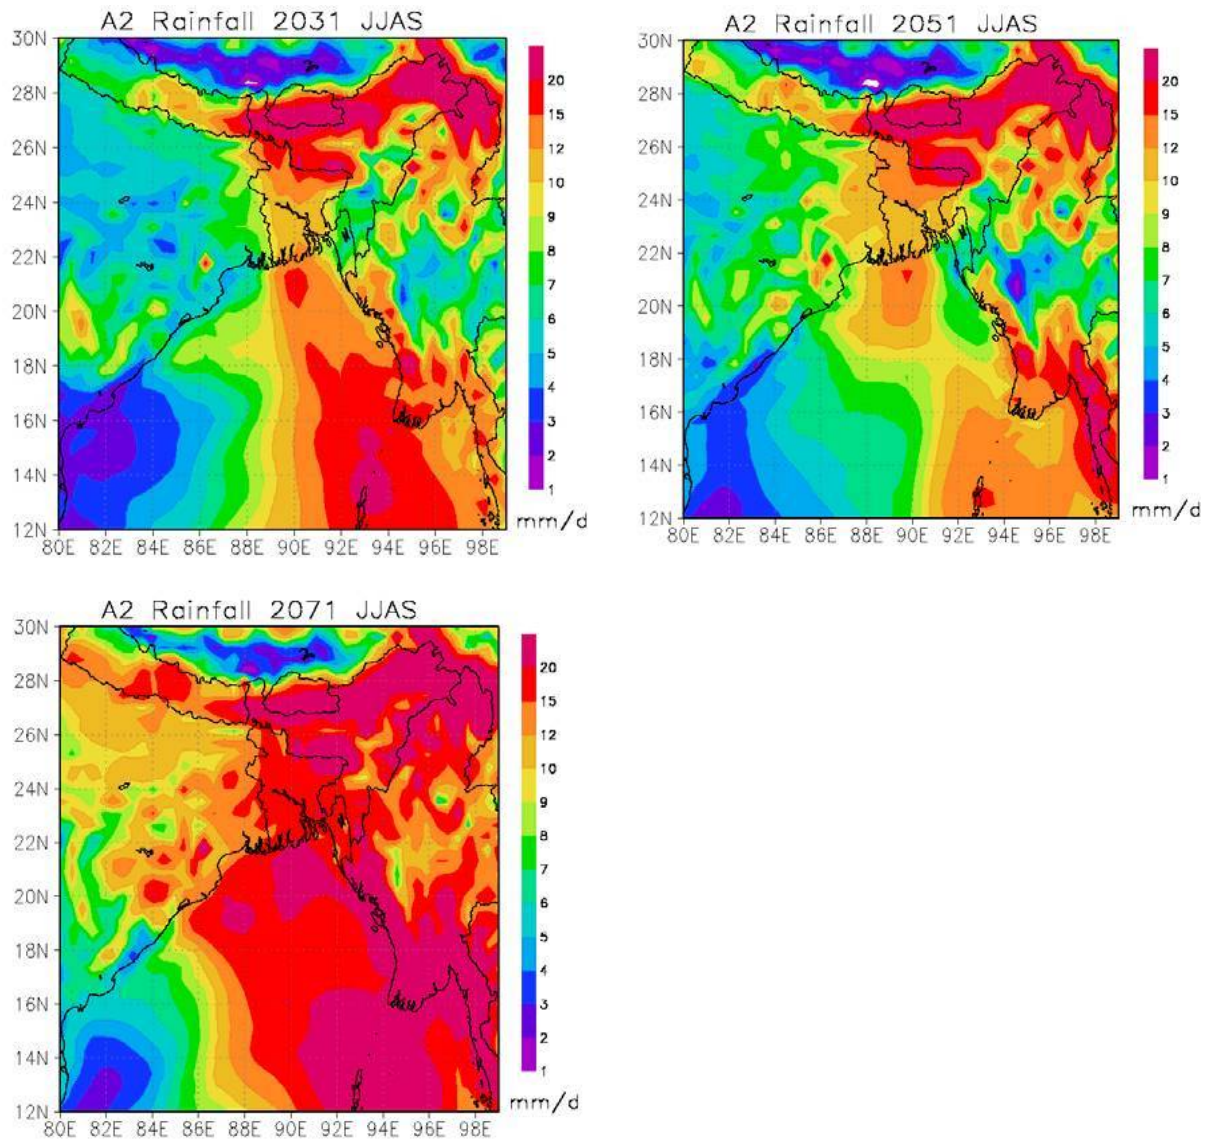 A2 Rainfall 2031 JJAS
30N
28N
26N
24N
22N
20N
18N
16N
14N
12N
80E 82E 84E 86E 88E 90E 92E 94E 96E 98E
20
15
12
10
9
8
7
6
5
4
3
2
1
mm/d
A2 Rainfall 2051 JJAS
30N
28N
26N
24N
22N
20N
18N
16N
14N
12N
80E 82E 84E 86E 88E 90E 92E 94E 96E 98E
20
15
12
10
9
8
7
6
5
4
3
2
1
mm/d
A2 Rainfall 2071 JJAS
30N
28N
26N
24N
22N
20N
18N
16N
14N
12N
80E 82E 84E 86E 88E 90E 92E 94E 96E 98E
20
15
12
10
9
8
7
6
5
4
3
2
1
mm/d